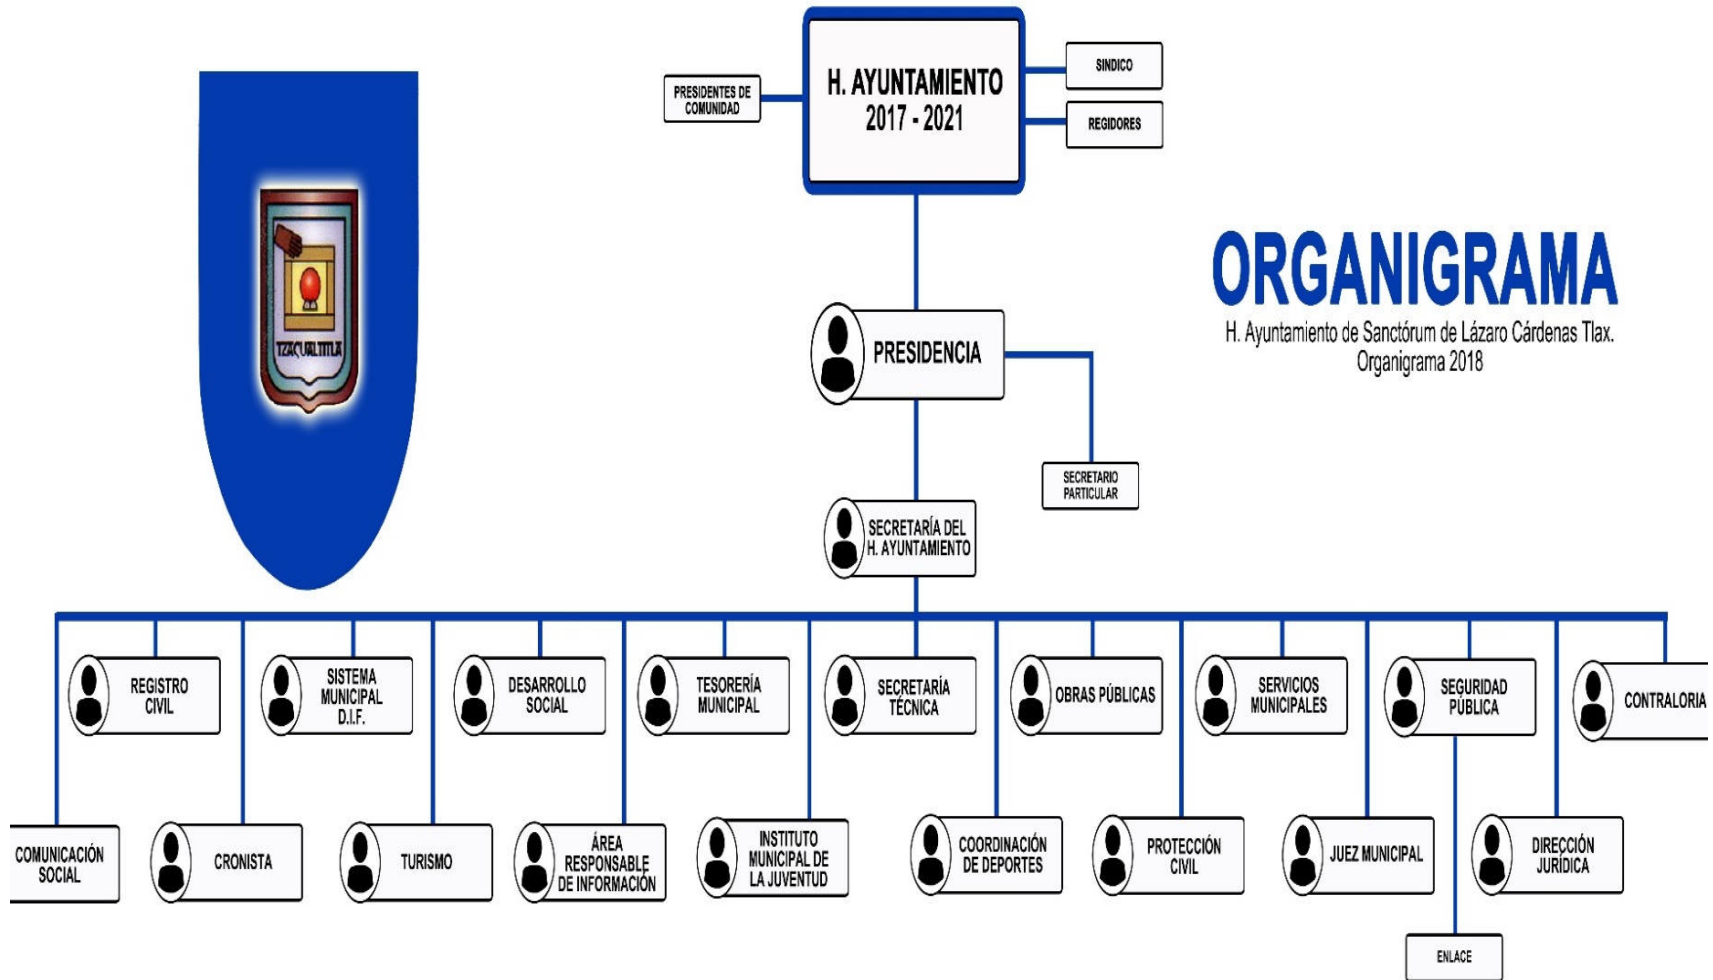 H. AYUNTAMIENTO
2017 - 2021
PRESIDENTES DE
COMUNIDAD
SINDICO
REGIDORES
TZACUALTITLA
ORGANIGRAMA
H. Ayuntamiento de Sanctórum de Lázaro Cárdenas Tlax.
Organigrama 2018
PRESIDENCIA
SECRETARIO
PARTICULAR
SECRETARÍA DEL
H. AYUNTAMIENTO
REGISTRO
CIVIL
SISTEMA
MUNICIPAL
D.I.F.
DESARROLLO
SOCIAL
TESORERÍA
MUNICIPAL
SECRETARÍA
TÉCNICA
OBRAS PÚBLICAS
SERVICIOS
MUNICIPALES
SEGURIDAD
PÚBLICA
CONTRALORIA
COMUNICACIÓN
SOCIAL
CRONISTA
TURISMO
ÁREA
RESPONSABLE
DE INFORMACIÓN
INSTITUTO
MUNICIPAL DE
LA JUVENTUD
COORDINACIÓN
DE DEPORTES
PROTECCIÓN
CIVIL
JUEZ MUNICIPAL
DIRECCIÓN
JURÍDICA
ENLACE